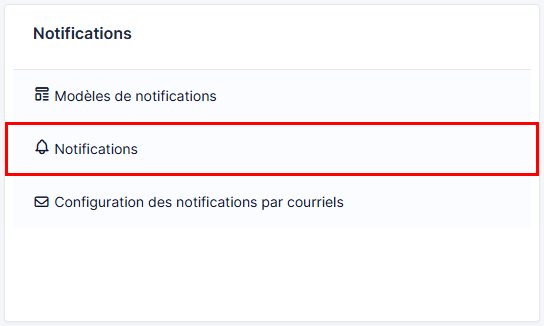 Notifications
Modèles de notifications
Notifications
Configuration des notifications par courriels